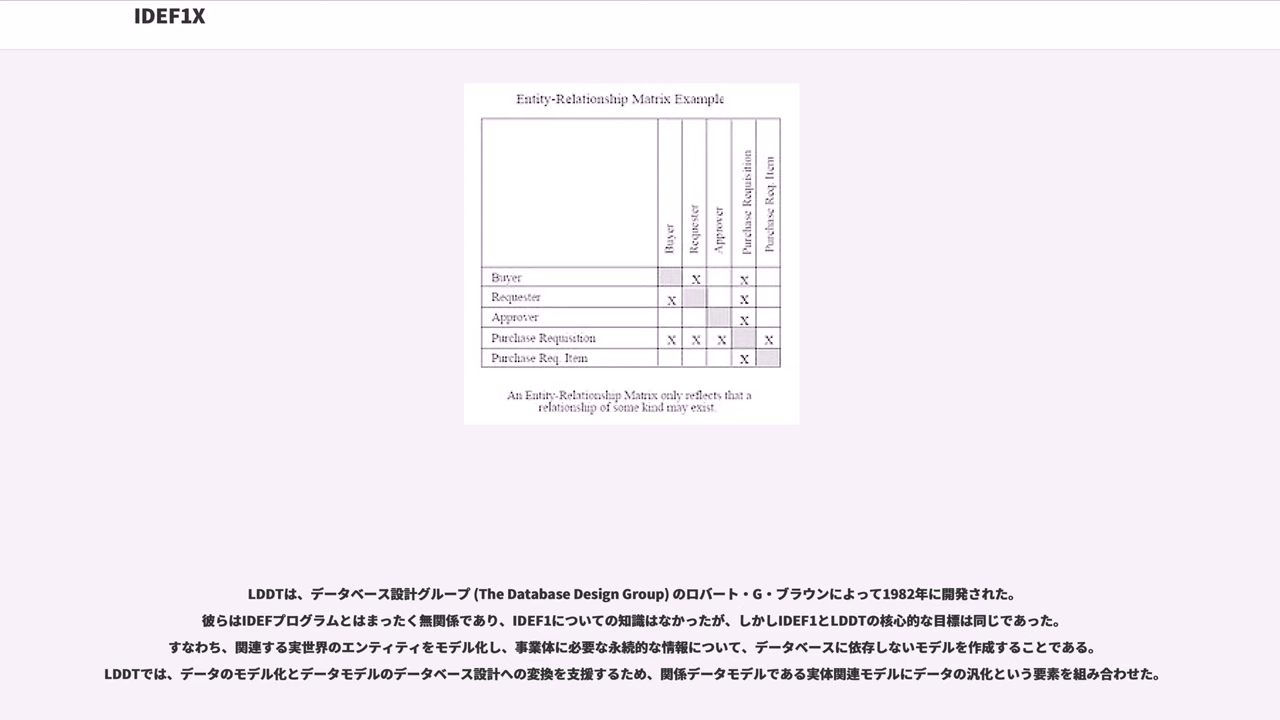 IDEF1X
Entity-Relationship Matrix Example
Buyer
Requester
Approver
Purchase Requisition
Purchase Req. Item
Buyer X X
Requester X X
Approver X
Purchase Requisition X X X X
Purchase Req. Item X
An Entity-Relationship Matrix only reflects that a
relationship of some kind may exist.
LDDTは、データベース設計グループ (The Database Design Group) のロバート・G・ブラウンによって1982年に開発された。
彼らはIDEFプログラムとはまったく無関係であり、IDEF1についての知識はなかったが、しかしIDEF1とLDDTの核心的な目標は同じであった。
すなわち、関連する実世界のエンティティをモデル化し、事業体に必要な永続的な情報について、データベースに依存しないモデルを作成することである。
LDDTでは、データのモデル化とデータモデルのデータベース設計への変換を支援するため、関係データモデルである実体関連モデルにデータの汎化という要素を組み合わせた。